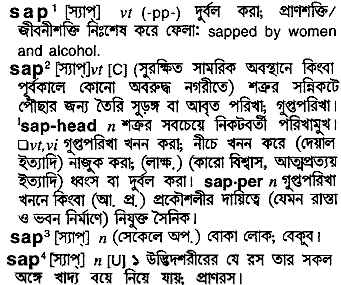 sap¹ [স্যাপ্] vt (-pp-) দুর্বল করা; প্রাণশক্তি/
জীবনীশক্তি নিঃশেষ করে ফেলা: sapped by women
and alcohol.
sap² [স্যাপ্]vt [C] (সুরক্ষিত সামরিক অবস্থানে কিংবা
পূর্বকালে কোনো অবরুদ্ধ নগরীতে) শত্রুর সন্নিকটে
পৌঁছার জন্য তৈরি সুড়ঙ্গ বা আবৃত পরিখা; গুপ্তপরিখা।
ˈsap-head n শত্রুর সবচেয়ে নিকটবর্তী পরিখামুখ।
□vt,vi গুপ্তপরিখা খনন করা; নীচে খনন করে (দেয়াল
ইত্যাদি) নাজুক করা; (লাক্ষ.) (কারো বিশ্বাস, আত্মপ্রত্যয়
ইত্যাদি) ধ্বংস বা দুর্বল করা। sap·per n গুপ্তপরিখা
খননে কিংবা (আ. প্র.) প্রকৌশলীর দায়িত্বে (যেমন রাস্তা
ও ভবন নির্মাণে) নিযুক্ত সৈনিক।
sap³ [স্যাপ্] n (সেকেলে অপ.) বোকা লোক; বেকুব।
sap⁴ [স্যাপ্] n [U] ১ উদ্ভিদশরীরের যে রস তার সকল
অঙ্গে খাদ্য বয়ে নিয়ে যায়; প্রাণরস।